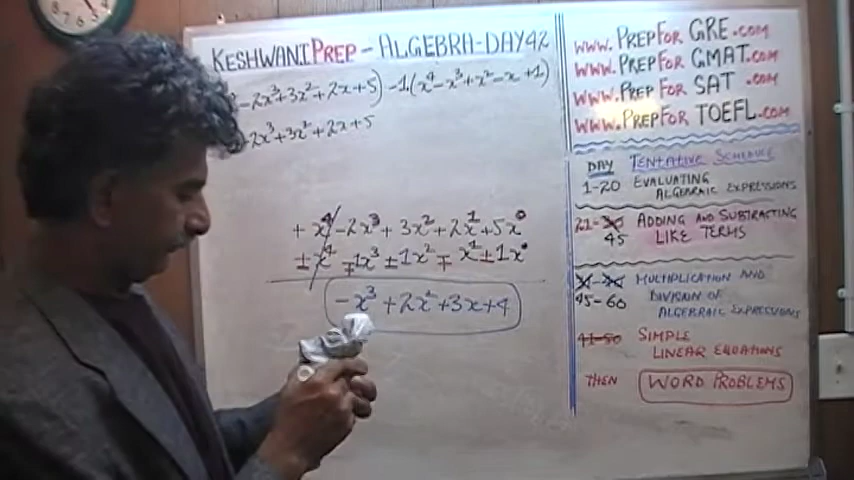 KESHWANI PREP - ALGEBRA - DAY 42
- 2x³ + 3x² + 2x + 5) - 1(x⁴ - x³ + x² - x + 1)
- 2x³ + 3x² + 2x + 5
+ x⁴ - 2x³ + 3x² + 2x¹ + 5x⁰
± x⁴ ∓ 1x³ ± 1x² ∓ x¹ ± 1x⁰
- x³ + 2x² + 3x + 4
www.PREPFOR GRE.COM
www.PREPFOR GMAT.COM
www.PREPFOR SAT.COM
www.PREPFOR TOEFL.COM
DAY TENTATIVE SCHEDULE
1-20 EVALUATING
ALGEBRAIC EXPRESSIONS
21-30 ADDING AND SUBTRACTING
45 LIKE TERMS
MULTIPLICATION AND
45-60 DIVISION OF
ALGEBRAIC EXPRESSIONS
41-50 SIMPLE
LINEAR EQUATIONS
THEN WORD PROBLEMS